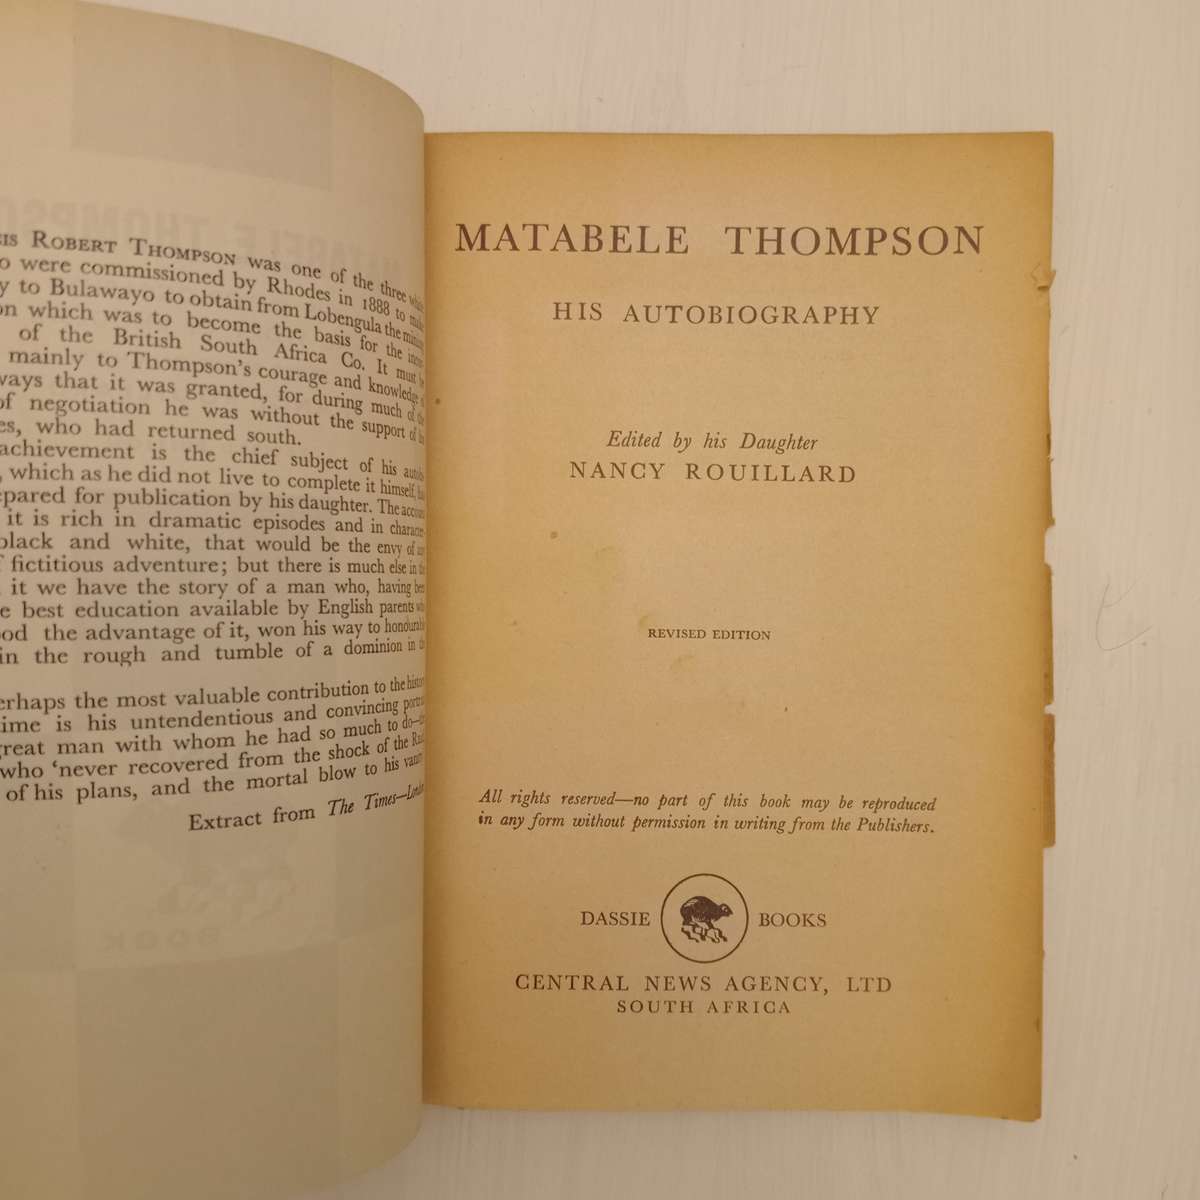 ROBERT THOMPSON was one of the three
were commissioned by Rhodes in 1888 to
to Bulawayo to obtain from Lobengula the
which was to become the basis for the
of the British South Africa Co. It must
mainly to Thompson's courage and knowledge
that it was granted, for during much of the
of negotiation he was without the support of
who had returned south.
achievement is the chief subject of his
, which as he did not live to complete it himself,
for publication by his daughter. The
it is rich in dramatic episodes and in
black and white, that would be the envy of
fictitious adventure; but there is much else in
it we have the story of a man who, having
best education available by English parents
the advantage of it, won his way to
in the rough and tumble of a dominion in
the most valuable contribution to the
is his untendentious and convincing
great man with whom he had so much to do—
who 'never recovered from the shock of the
of his plans, and the mortal blow to his
Extract from The Times—London
MATABELE THOMPSON
HIS AUTOBIOGRAPHY
Edited by his Daughter
NANCY ROUILLARD
REVISED EDITION
All rights reserved—no part of this book may be reproduced
in any form without permission in writing from the Publishers.
DASSIE BOOKS
CENTRAL NEWS AGENCY, LTD
SOUTH AFRICA